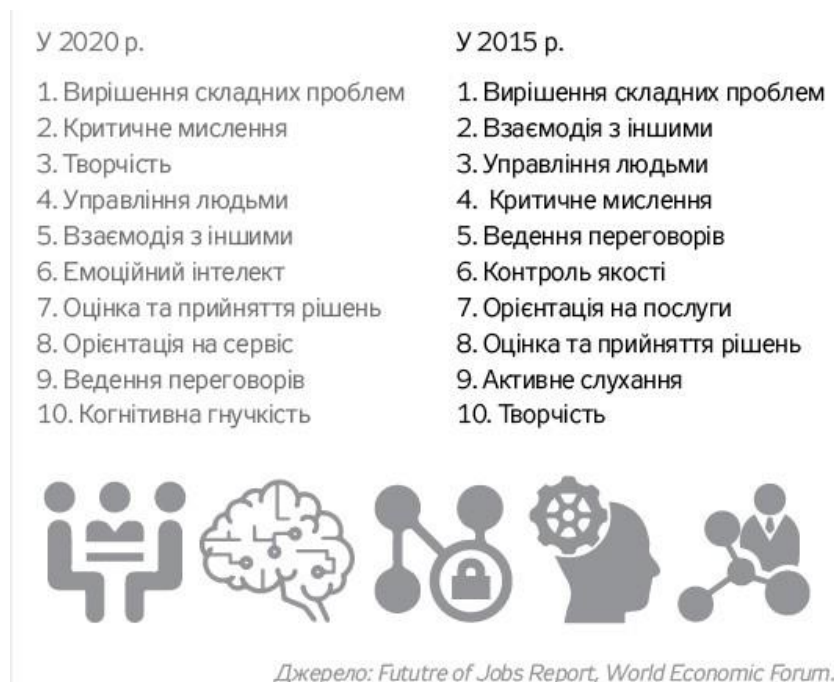 У 2020 р.
1. Вирішення складних проблем
2. Критичне мислення
3. Творчість
4. Управління людьми
5. Взаємодія з іншими
6. Емоційний інтелект
7. Оцінка та прийняття рішень
8. Орієнтація на сервіс
9. Ведення переговорів
10. Когнітивна гнучкість
У 2015 р.
1. Вирішення складних проблем
2. Взаємодія з іншими
3. Управління людьми
4. Критичне мислення
5. Ведення переговорів
6. Контроль якості
7. Орієнтація на послуги
8. Оцінка та прийняття рішень
9. Активне слухання
10. Творчість
Джерело: Fututre of Jobs Report, World Economic Forum.